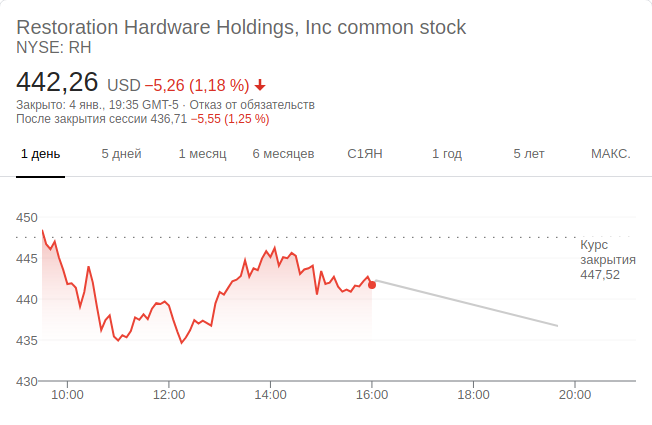 Restoration Hardware Holdings, Inc common stock
NYSE: RH
442,26 USD −5,26 (1,18 %)
Закрыто: 4 янв., 19:35 GMT-5 · Отказ от обязательств
После закрытия сессии 436,71 −5,55 (1,25 %)
1 день 5 дней 1 месяц 6 месяцев С1ЯН 1 год 5 лет МАКС.
450
Курс
закрытия
447,52
445
440
435
430
10:00 12:00 14:00 16:00 18:00 20:00